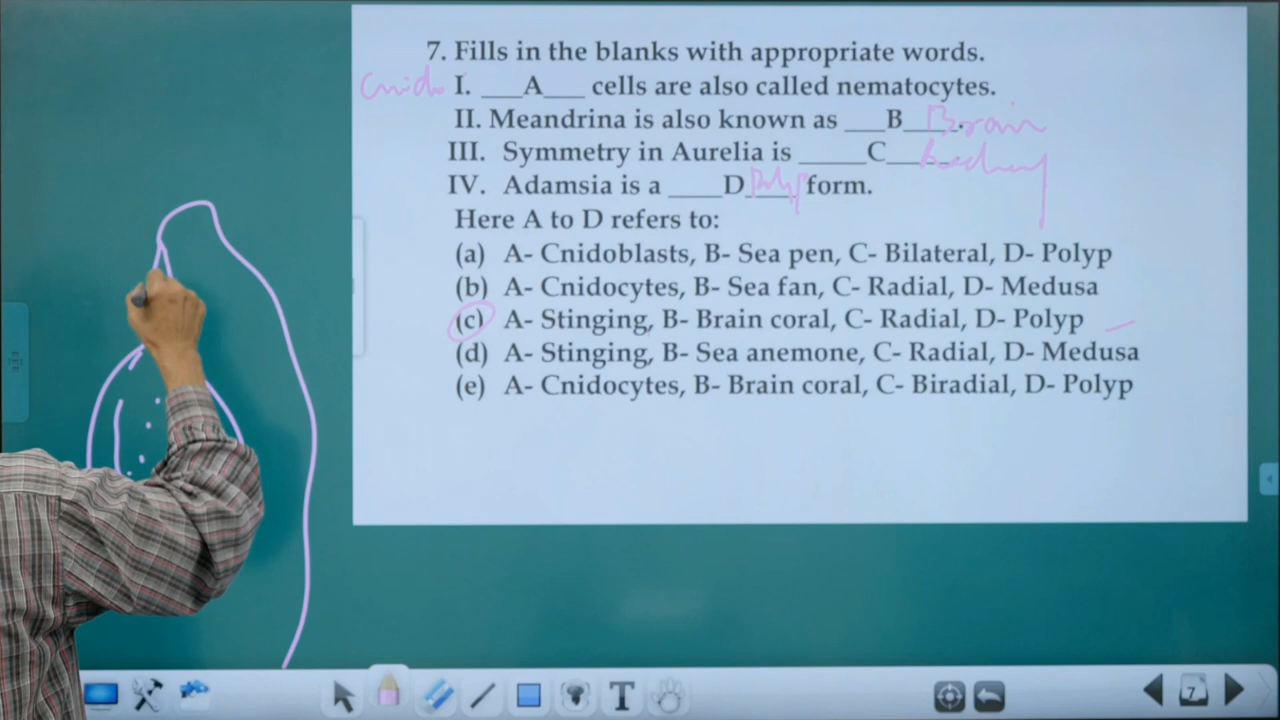 7. Fills in the blanks with appropriate words.
Cnido I. ___A___ cells are also called nematocytes.
II. Meandrina is also known as ___B____. Brain
III. Symmetry in Aurelia is _____C_____
IV. Adamsia is a ____D____ Polyp form.
Here A to D refers to:
(a) A- Cnidoblasts, B- Sea pen, C- Bilateral, D- Polyp
(b) A- Cnidocytes, B- Sea fan, C- Radial, D- Medusa
(c) A- Stinging, B- Brain coral, C- Radial, D- Polyp
(d) A- Stinging, B- Sea anemone, C- Radial, D- Medusa
(e) A- Cnidocytes, B- Brain coral, C- Biradial, D- Polyp
T 7